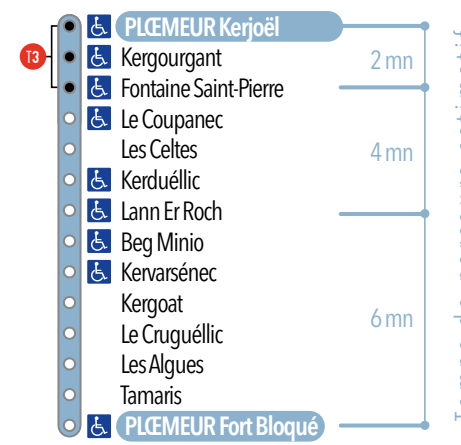 PLŒMEUR Kerjoël
T3
Kergourgant
2 mn
Fontaine Saint-Pierre
Le Coupanec
Les Celtes
4 mn
Kerduéllic
Lann Er Roch
Beg Minio
Kervarsénec
Kergoat
6 mn
Le Cruguéllic
Les Algues
Tamaris
PLŒMEUR Fort Bloqué